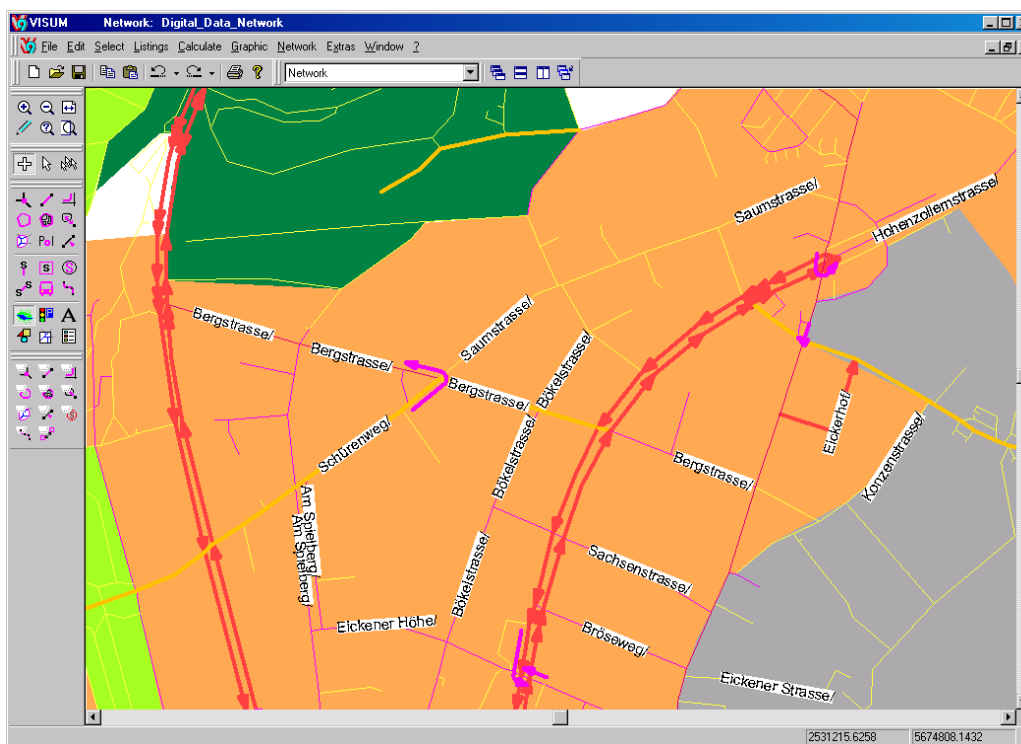 VISUM Network: Digital_Data_Network
File Edit Select Listings Calculate Graphic Network Extras Window ?
Network
Pol
A
Saumstrasse/
Hohenzollernstrasse/
Bergstrasse/
Bergstrasse/
Saumstrasse/
Bökelstrasse/
Bergstrasse/
Eickerhof/
Schürenweg/
Bökelstrasse/
Bergstrasse/
Konzenstrasse/
Am Spielberg/
Am Spielberg/
Bökelstrasse/
Sachsenstrasse/
Eickener Höhe/
Bröseweg/
Eickener Strasse/
2531215.6258 5674808.1432